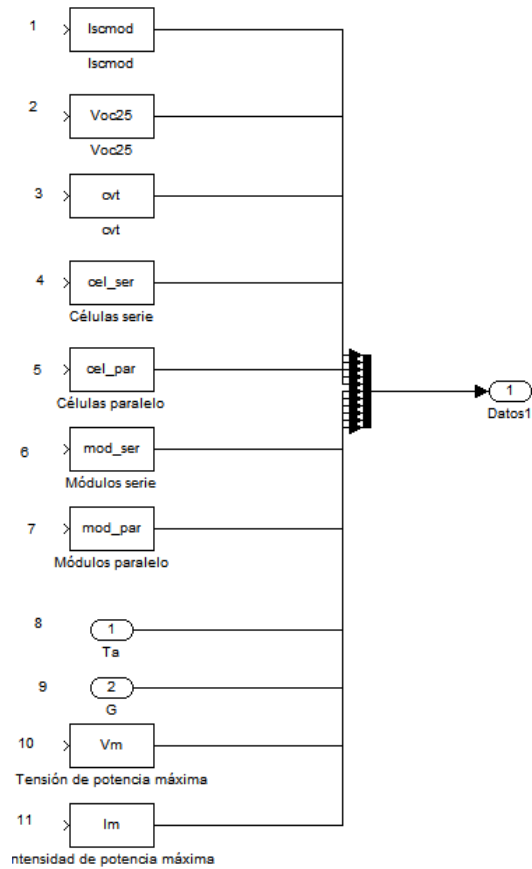 1
Iscmod
Iscmod
2
Voc25
Voc25
3
cvt
cvt
4
cel_ser
Células serie
5
cel_par
Células paralelo
1
Datos1
6
mod_ser
Módulos serie
7
mod_par
Módulos paralelo
8
1
Ta
9
2
G
10
Vm
Tensión de potencia máxima
11
Im
ntensidad de potencia máxima